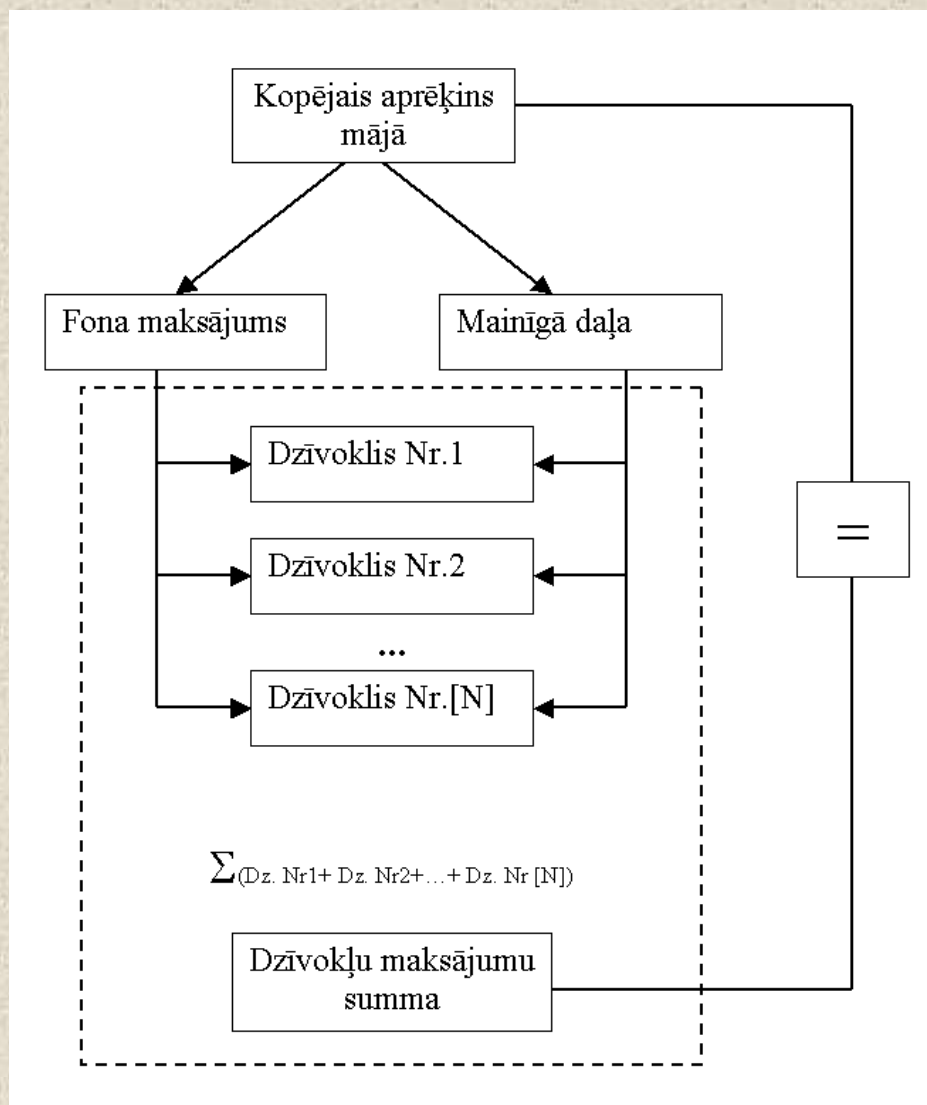 Kopējais aprēķins
mājā
Fona maksājums
Mainīgā daļa
Dzīvoklis Nr.1
=
Dzīvoklis Nr.2
...
Dzīvoklis Nr.[N]
∑(Dz. Nr1+ Dz. Nr2+…+ Dz. Nr [N])
Dzīvokļu maksājumu
summa